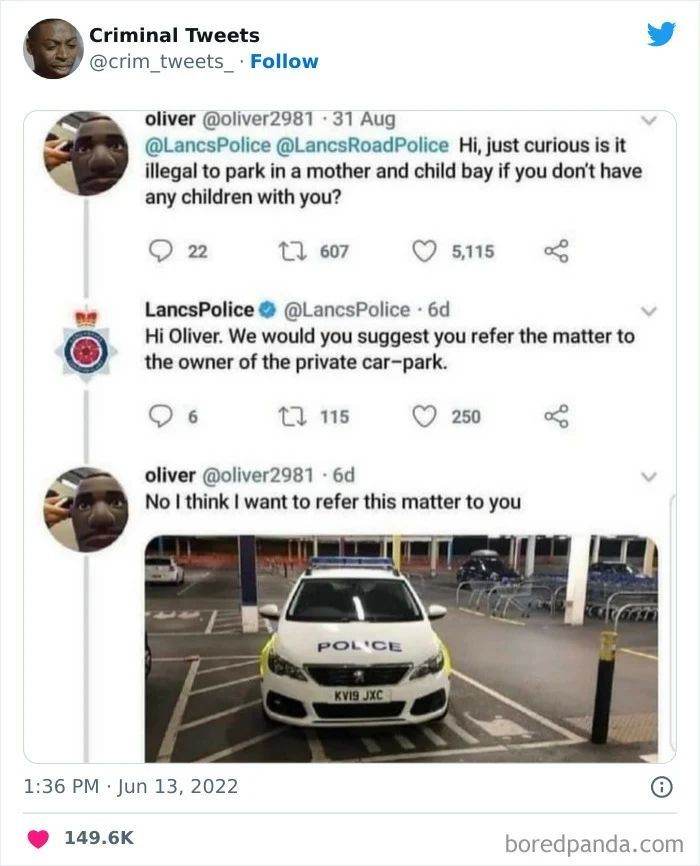 Criminal Tweets
@crim_tweets_ · Follow
oliver @oliver2981 · 31 Aug
@LancsPolice @LancsRoadPolice Hi, just curious is it
illegal to park in a mother and child bay if you don't have
any children with you?
22 607 5,115
LancsPolice @LancsPolice · 6d
Hi Oliver. We would you suggest you refer the matter to
the owner of the private car-park.
6 115 250
oliver @oliver2981 · 6d
No I think I want to refer this matter to you
POLICE
KV19 JXC
1:36 PM · Jun 13, 2022
149.6K
boredpanda.com